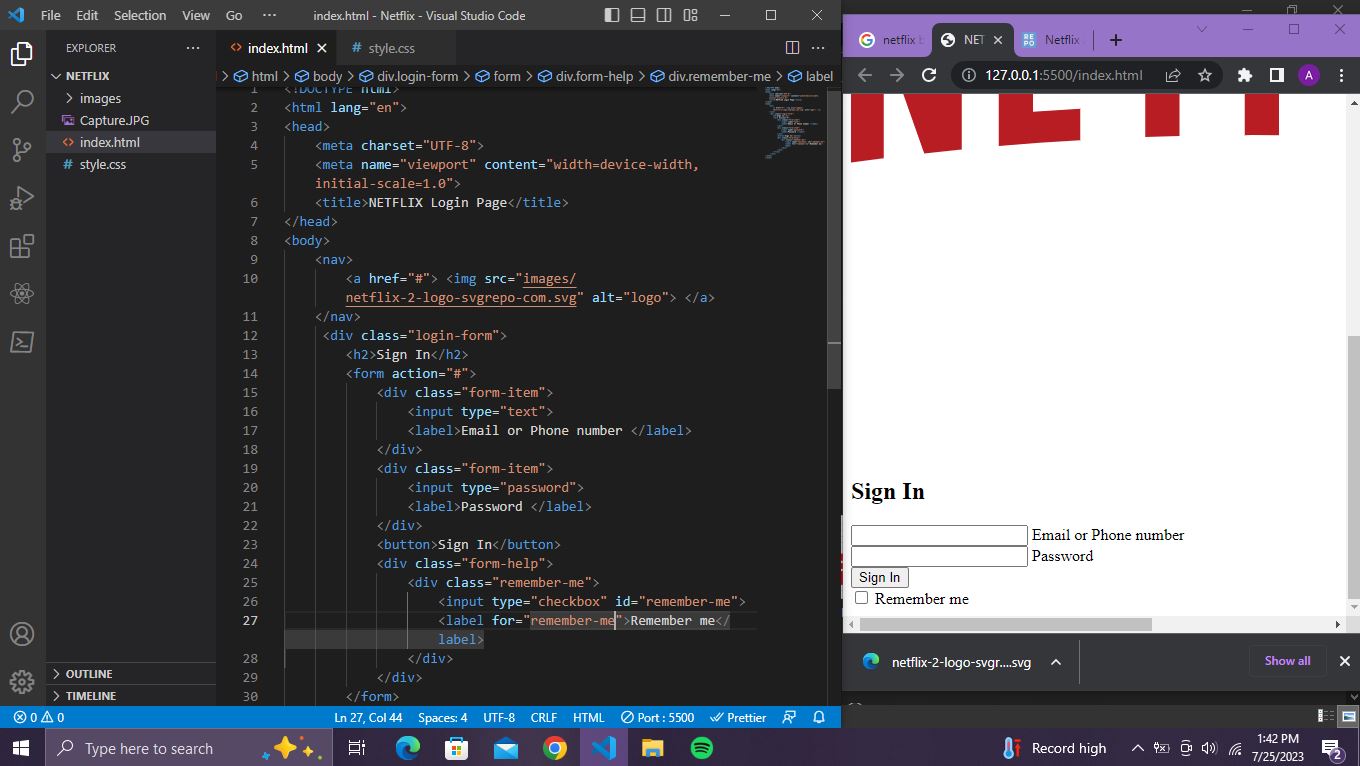 File Edit Selection View Go ··· index.html - Netflix - Visual Studio Code
EXPLORER ···
NETFLIX
images
CaptureJPG
index.html
style.css
OUTLINE
TIMELINE
index.html
style.css
html > body > div.login-form > form > div.form-help > div.remember-me > label
1 <!DOCTYPE html>
2 <html lang="en">
3 <head>
4 <meta charset="UTF-8">
5 <meta name="viewport" content="width=device-width,
initial-scale=1.0">
6 <title>NETFLIX Login Page</title>
7 </head>
8 <body>
9 <nav>
10 <a href="#"> <img src="images/
netflix-2-logo-svgrepo-com.svg" alt="logo"> </a>
11 </nav>
12 <div class="login-form">
13 <h2>Sign In</h2>
14 <form action="#">
15 <div class="form-item">
16 <input type="text">
17 <label>Email or Phone number </label>
18 </div>
19 <div class="form-item">
20 <input type="password">
21 <label>Password </label>
22 </div>
23 <button>Sign In</button>
24 <div class="form-help">
25 <div class="remember-me">
26 <input type="checkbox" id="remember-me">
27 <label for="remember-me">Remember me</
label>
28 </div>
29 </div>
30 </form>
0 0 Ln 27, Col 44 Spaces: 4 UTF-8 CRLF HTML Port : 5500 Prettier
netflix
NET
REPO
Netflix
127.0.0.1:5500/index.html
A
Sign In
Email or Phone number
Password
Sign In
Remember me
netflix-2-logo-svgr....svg
Show all
Type here to search
Record high
1:42 PM
7/25/2023
2